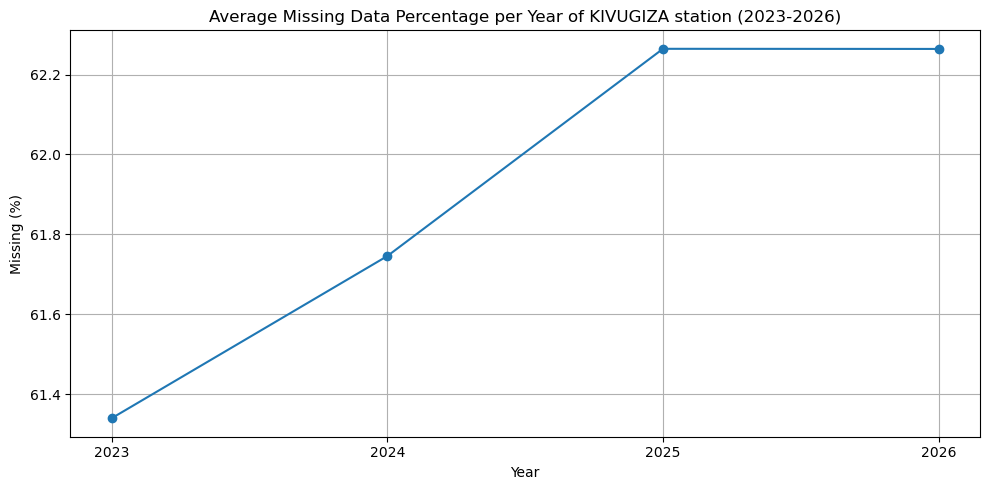 Average Missing Data Percentage per Year of KIVUGIZA station (2023-2026)
62.2
62.0
61.8
61.6
61.4
Missing (%)
2023 2024 2025 2026
Year